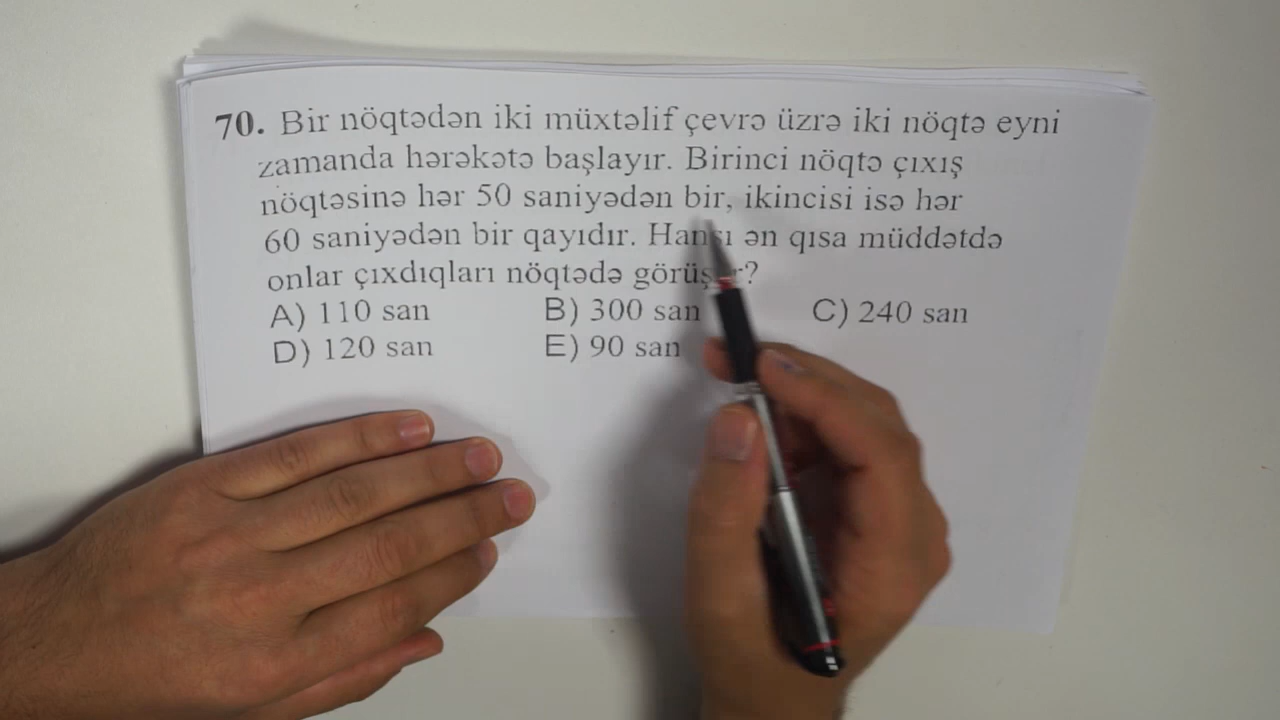 70. Bir nöqtədən iki müxtəlif çevrə üzrə iki nöqtə eyni
zamanda hərəkətə başlayır. Birinci nöqtə çıxış
nöqtəsinə hər 50 saniyədən bir, ikincisi isə hər
60 saniyədən bir qayıdır. Hansı ən qısa müddətdə
onlar çıxdıqları nöqtədə
A) 110 san B) 300 san C) 240 san
D) 120 san E) 90 san